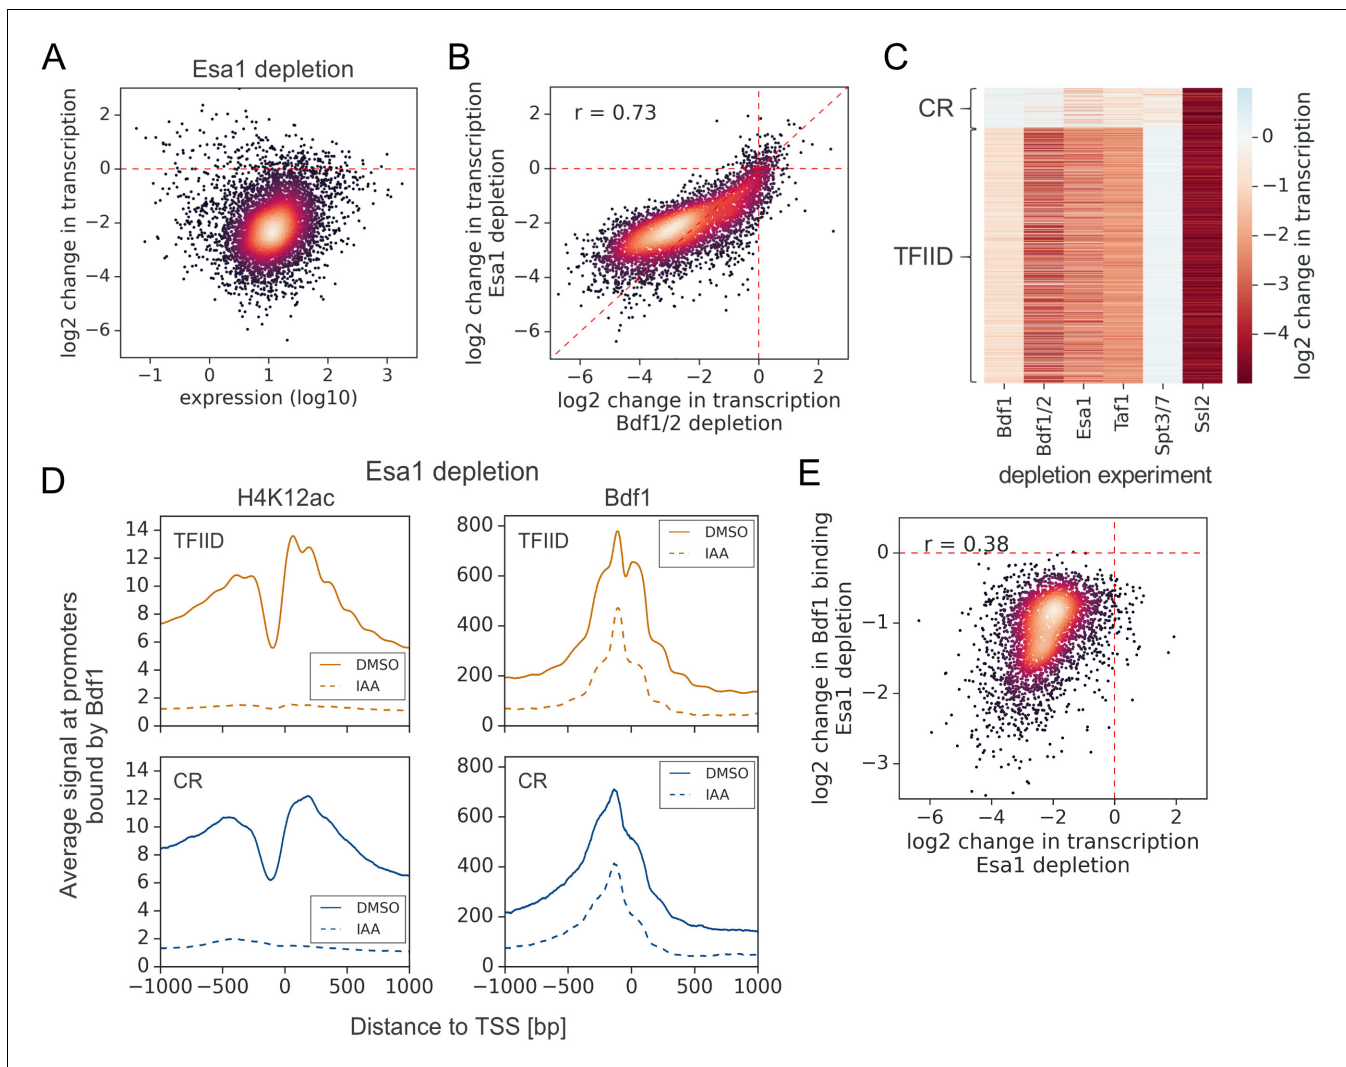 A
Esa1 depletion
log2 change in transcription
2
0
−2
−4
−6
−1
0
1
2
3
expression (log10)
B
r = 0.73
log2 change in transcription
Esa1 depletion
2
0
−2
−4
−6
−6
−4
−2
0
2
log2 change in transcription
Bdf1/2 depletion
C
CR
TFIID
0
−1
−2
−3
−4
log2 change in transcription
Bdf1
Bdf1/2
Esa1
Taf1
Spt3/7
Ssl2
depletion experiment
D
Esa1 depletion
H4K12ac
Bdf1
Average signal at promoters
bound by Bdf1
TFIID
14
12
10
8
6
4
2
0
DMSO
IAA
TFIID
800
600
400
200
0
DMSO
IAA
CR
14
12
10
8
6
4
2
0
DMSO
IAA
−1000
−500
0
500
1000
CR
800
600
400
200
0
DMSO
IAA
−1000
−500
0
500
1000
Distance to TSS [bp]
E
r = 0.38
log2 change in Bdf1 binding
Esa1 depletion
0
−1
−2
−3
−6
−4
−2
0
2
log2 change in transcription
Esa1 depletion